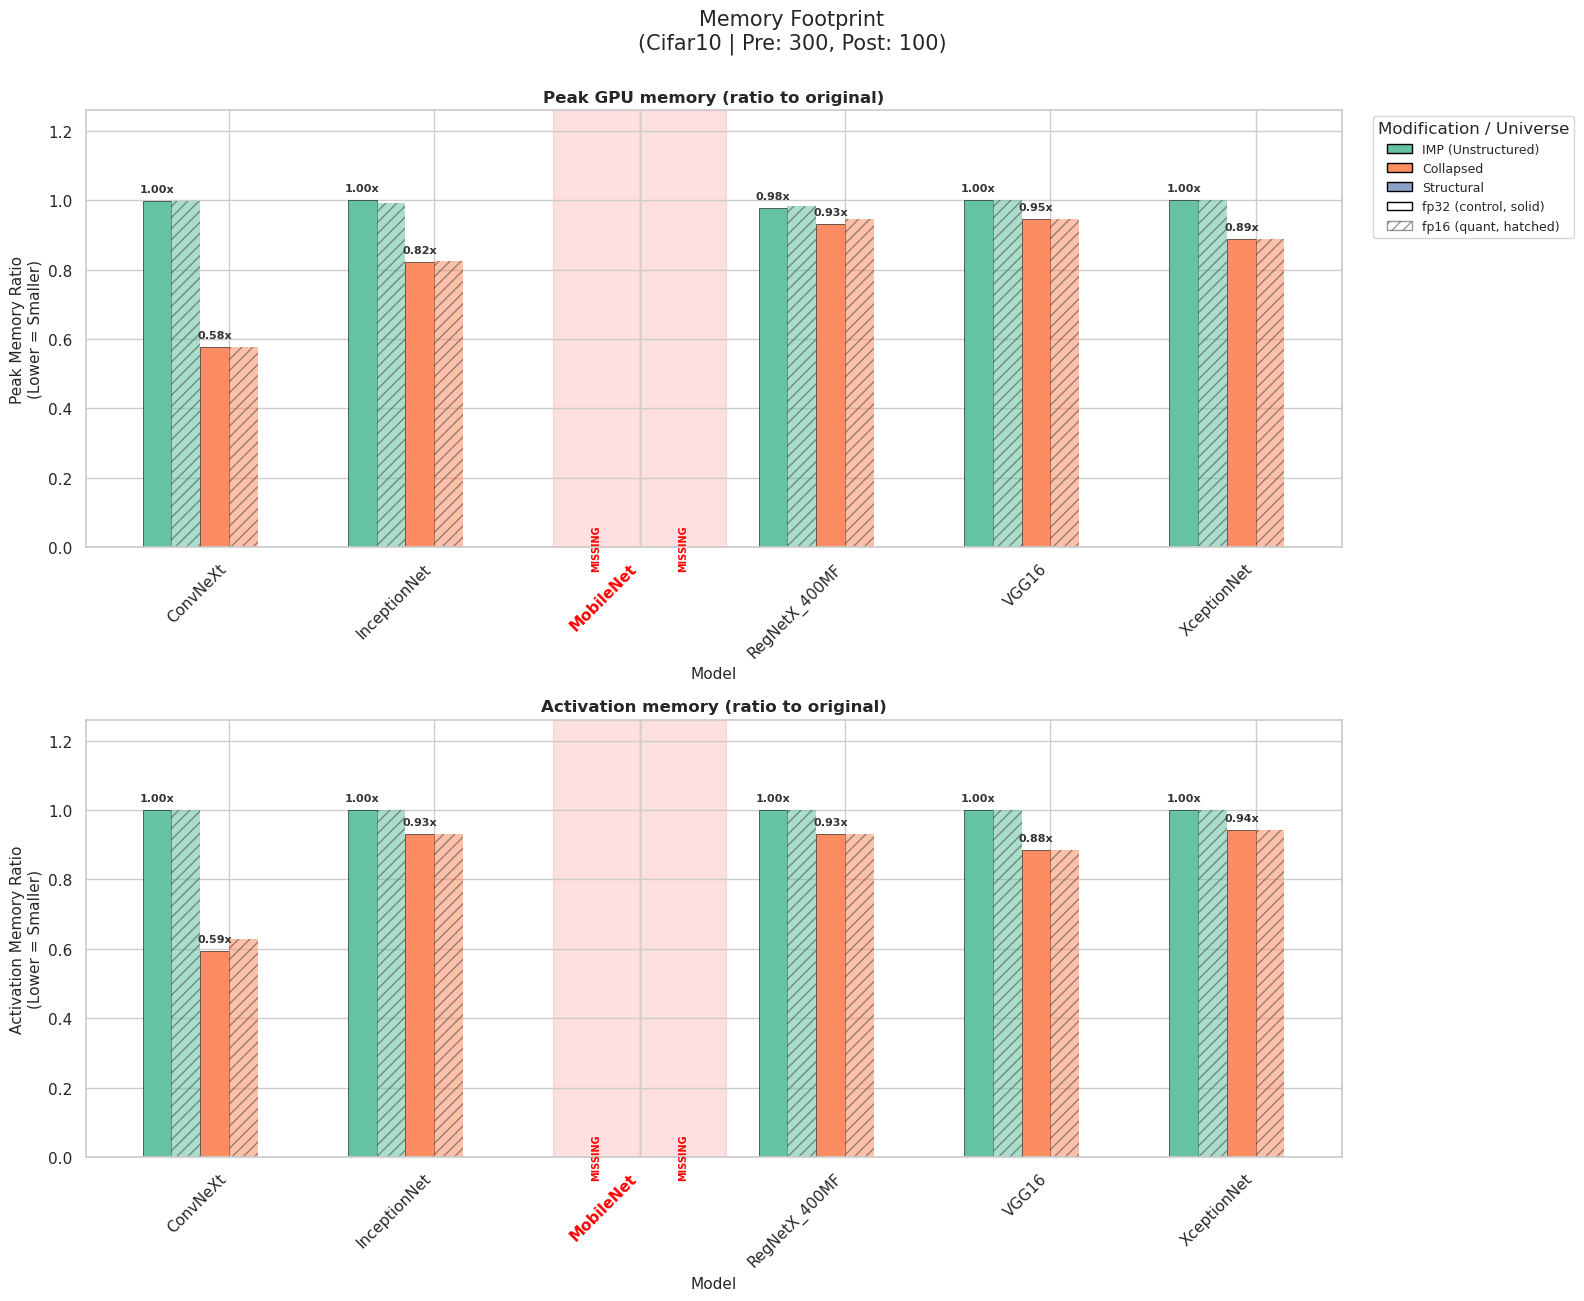 Memory Footprint
(Cifar10 | Pre: 300, Post: 100)
Peak GPU memory (ratio to original)
Peak Memory Ratio
(Lower = Smaller)
1.2
1.0
0.8
0.6
0.4
0.2
0.0
1.00x
0.58x
1.00x
0.82x
MISSING
MISSING
0.98x
0.93x
1.00x
0.95x
1.00x
0.89x
ConvNeXt
InceptionNet
MobileNet
RegNetX_400MF
VGG16
XceptionNet
Model
Modification / Universe
IMP (Unstructured)
Collapsed
Structural
fp32 (control, solid)
fp16 (quant, hatched)
Activation memory (ratio to original)
Activation Memory Ratio
(Lower = Smaller)
1.2
1.0
0.8
0.6
0.4
0.2
0.0
1.00x
0.59x
1.00x
0.93x
MISSING
MISSING
1.00x
0.93x
1.00x
0.88x
1.00x
0.94x
ConvNeXt
InceptionNet
MobileNet
RegNetX_400MF
VGG16
XceptionNet
Model